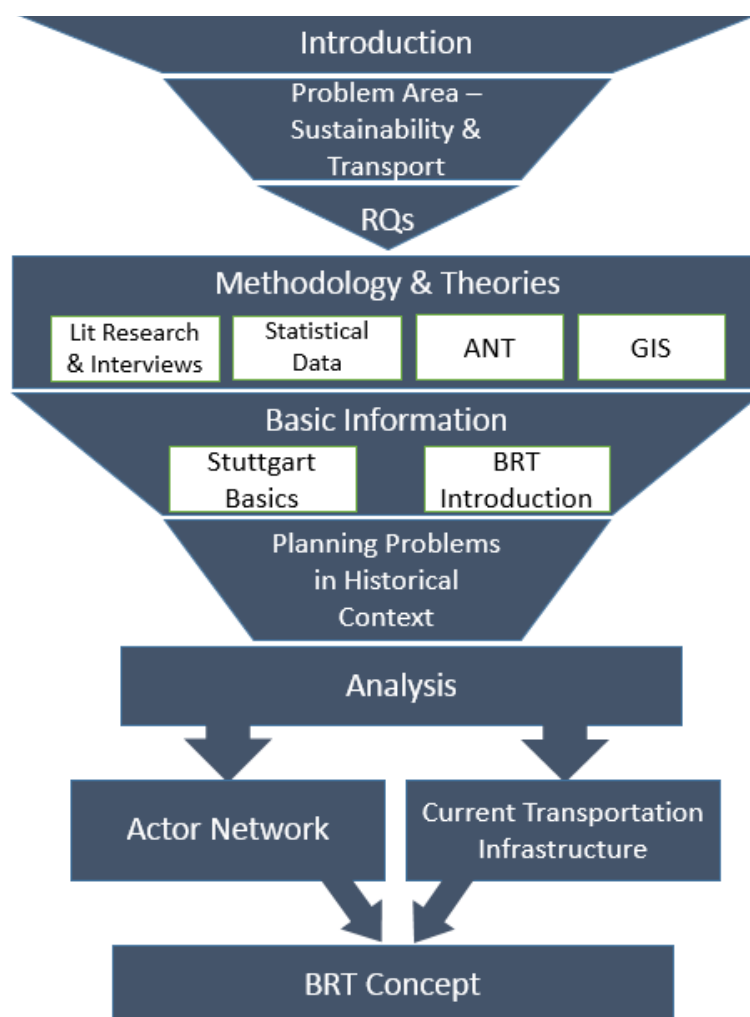 Introduction
Problem Area –
Sustainability &
Transport
RQs
Methodology & Theories
Lit Research
& Interviews
Statistical
Data
ANT
GIS
Basic Information
Stuttgart
Basics
BRT
Introduction
Planning Problems
in Historical
Context
Analysis
Actor Network
Current Transportation
Infrastructure
BRT Concept